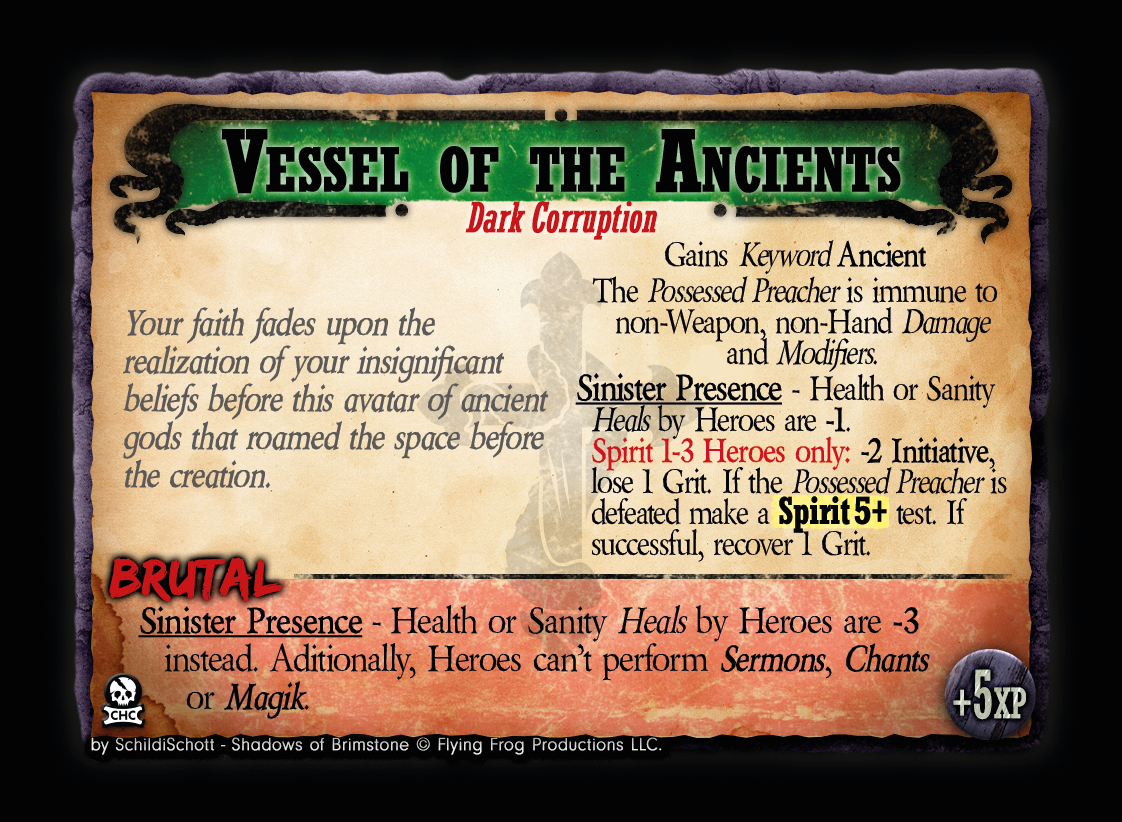 Vessel of the Ancients
Dark Corruption
Your faith fades upon the
realization of your insignificant
beliefs before this avatar of ancient
gods that roamed the space before
the creation.
Gains Keyword Ancient
The Possessed Preacher is immune to
non-Weapon, non-Hand Damage
and Modifiers.
Sinister Presence - Health or Sanity
Heals by Heroes are -1.
Spirit 1-3 Heroes only: -2 Initiative,
lose 1 Grit. If the Possessed Preacher is
defeated make a Spirit 5+ test. If
successful, recover 1 Grit.
BRUTAL
Sinister Presence - Health or Sanity Heals by Heroes are -3
instead. Aditionally, Heroes can't perform Sermons, Chants
or Magik.
CHC
+5XP
by SchildiSchott - Shadows of Brimstone © Flying Frog Productions LLC.